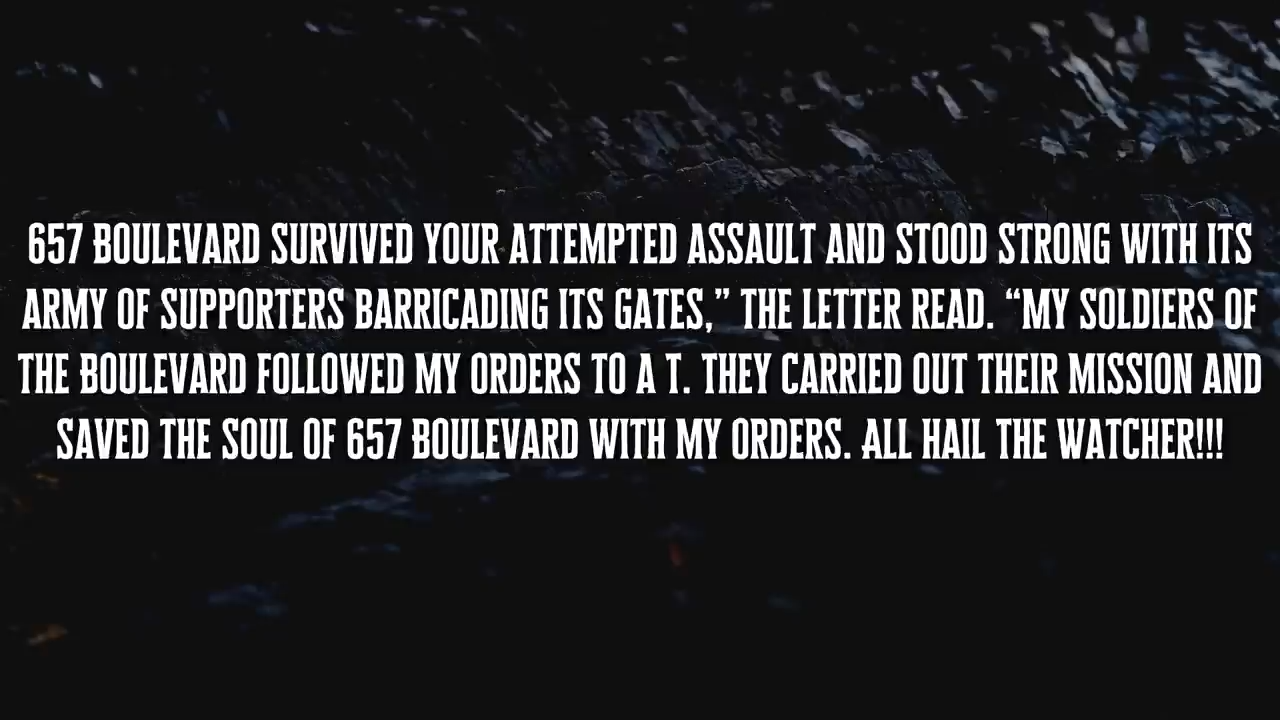 657 BOULEVARD SURVIVED YOUR ATTEMPTED ASSAULT AND STOOD STRONG WITH ITS
ARMY OF SUPPORTERS BARRICADING ITS GATES,” THE LETTER READ. “MY SOLDIERS OF
THE BOULEVARD FOLLOWED MY ORDERS TO A T. THEY CARRIED OUT THEIR MISSION AND
SAVED THE SOUL OF 657 BOULEVARD WITH MY ORDERS. ALL HAIL THE WATCHER!!!